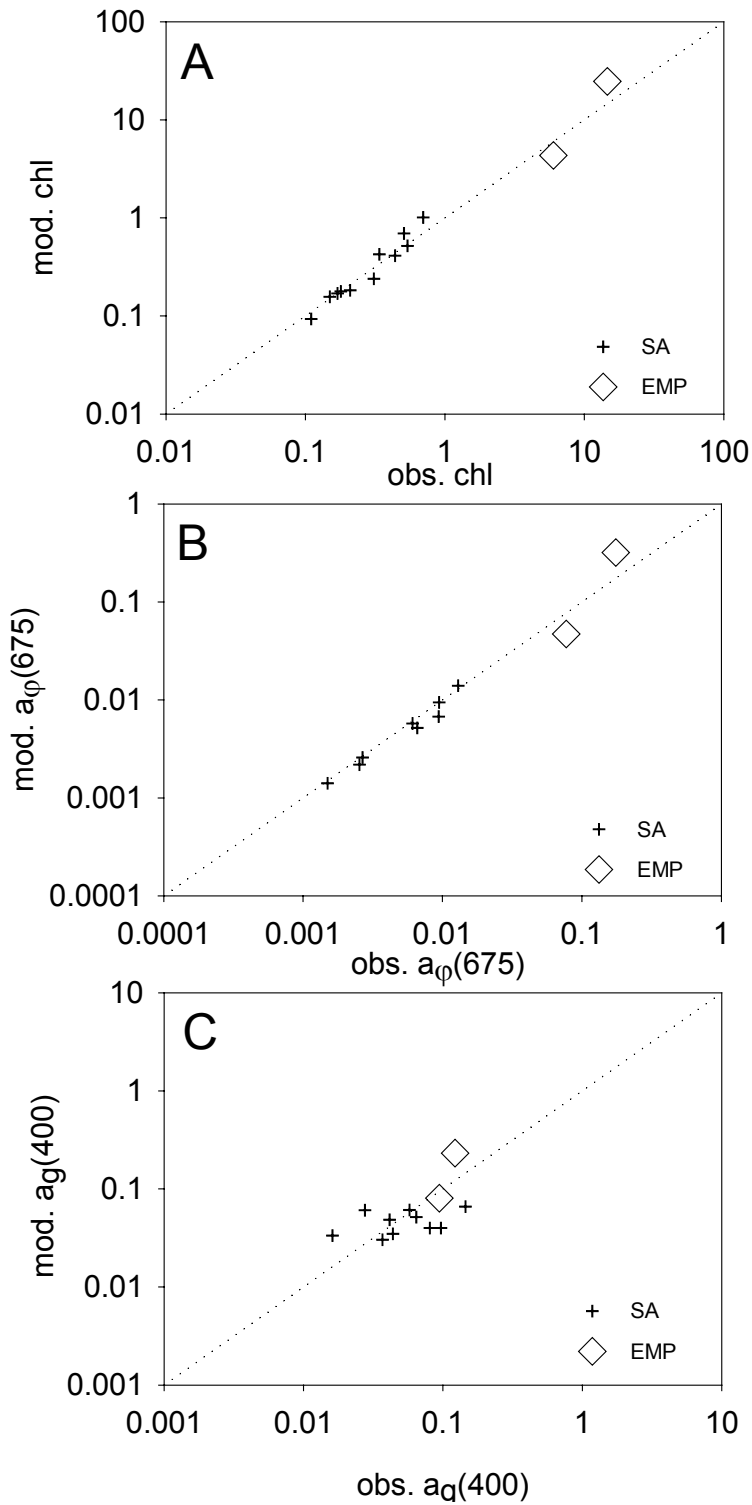 100
A
10
mod. chl
1
0.1
SA
EMP
0.01
0.01 0.1 1 10 100
obs. chl
1
B
0.1
mod. aφ(675)
0.01
0.001
SA
EMP
0.0001
0.0001 0.001 0.01 0.1 1
obs. aφ(675)
10
C
1
mod. ag(400)
0.1
0.01
SA
EMP
0.001
0.001 0.01 0.1 1 10
obs. ag(400)